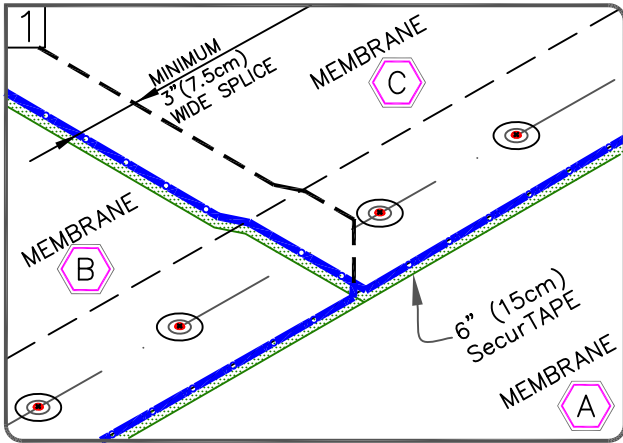 1
MINIMUM
3"(7.5cm)
WIDE SPLICE
MEMBRANE
C
MEMBRANE
B
6" (15cm)
SecurTAPE
MEMBRANE
A